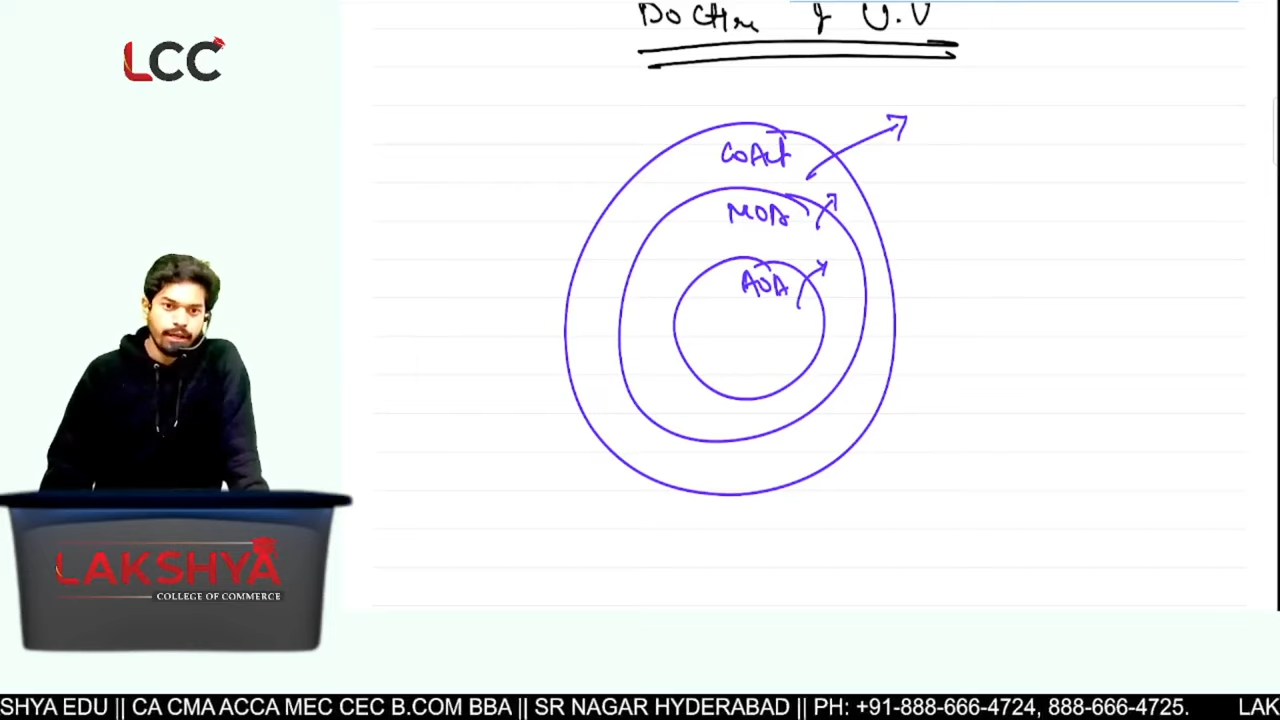 LCC
Doctrine of U.V
CoAct
MOA
AOA
LAKSHYA
COLLEGE OF COMMERCE
SHYA EDU || CA CMA ACCA MEC CEC B.COM BBA || SR NAGAR HYDERABAD || PH: +91-888-666-4724, 888-666-4725. LAK